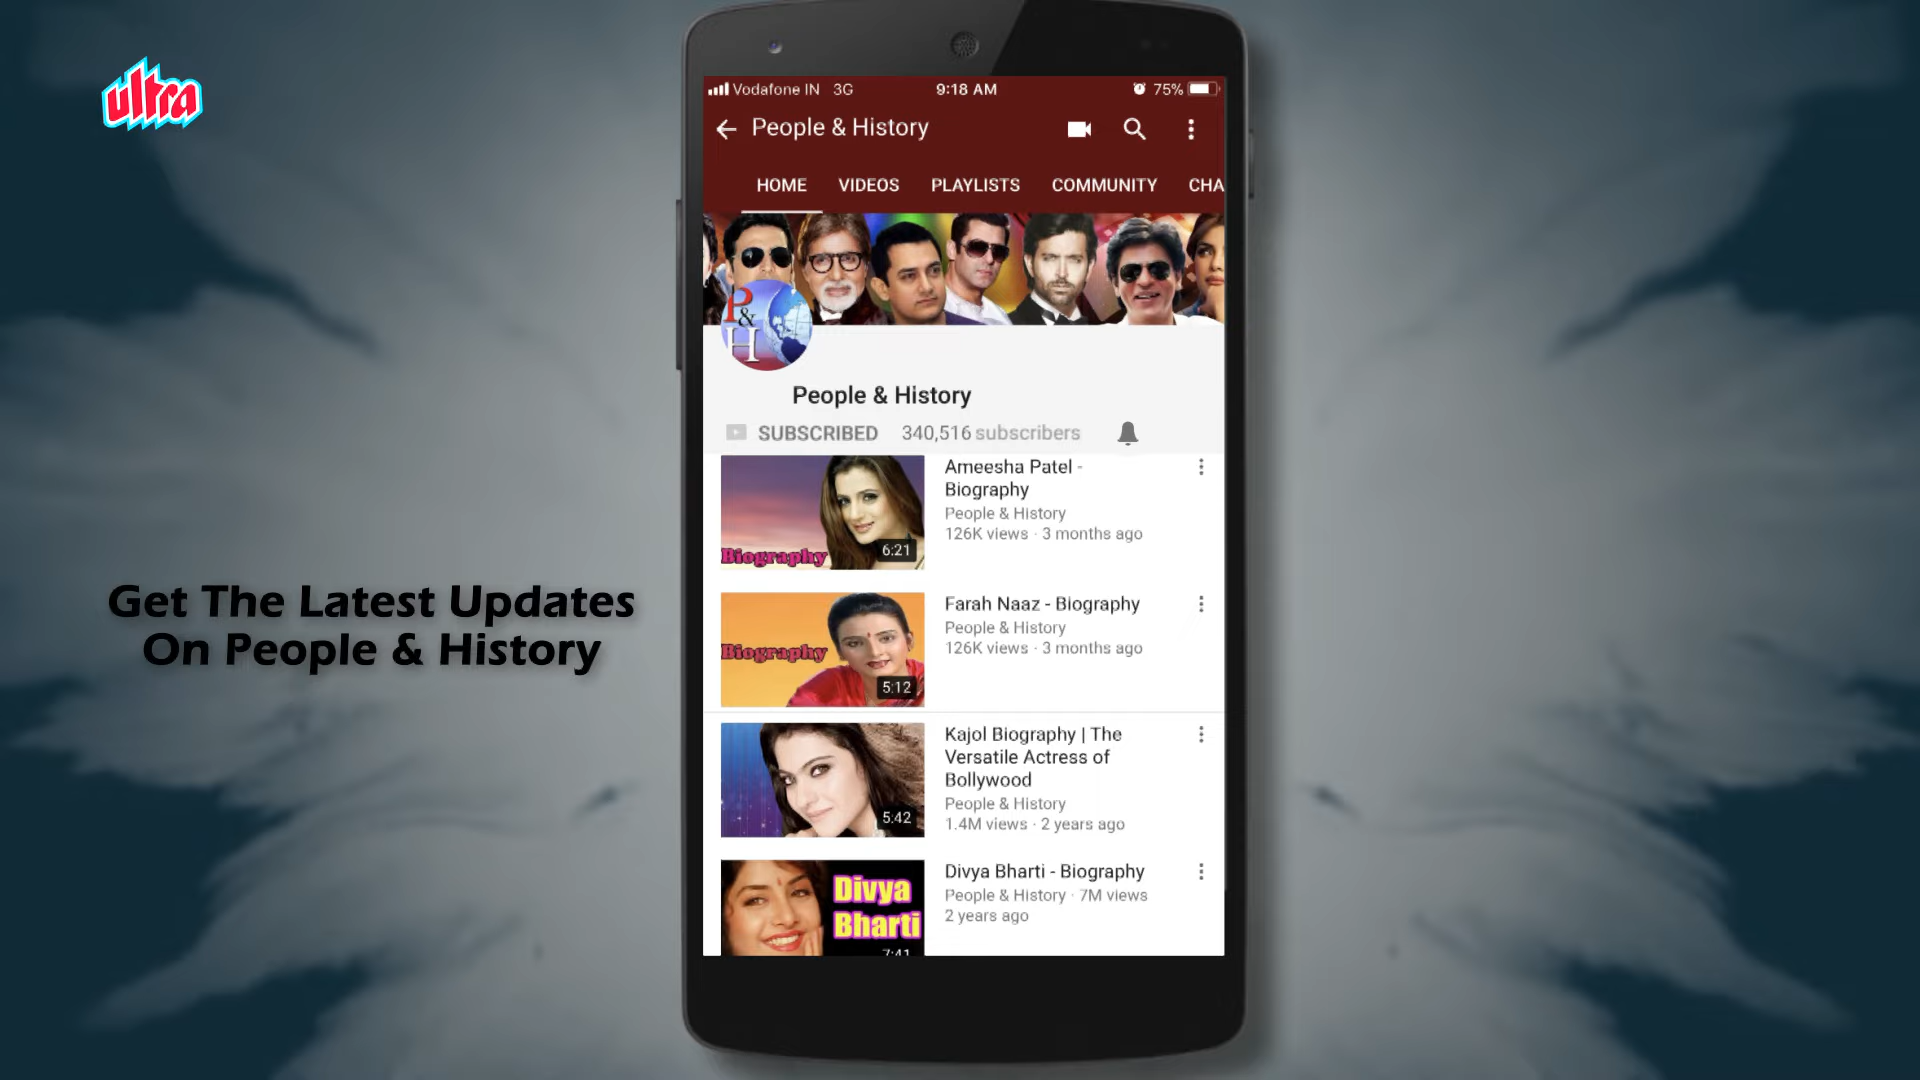 ultra
Vodafone IN 3G 9:18 AM 75%
People & History
HOME VIDEOS PLAYLISTS COMMUNITY CHA
P
&
H
People & History
SUBSCRIBED 340,516 subscribers
Biography
6:21
Ameesha Patel -
Biography
People & History
126K views · 3 months ago
Biography
5:12
Farah Naaz - Biography
People & History
126K views · 3 months ago
5:42
Kajol Biography | The
Versatile Actress of
Bollywood
People & History
1.4M views · 2 years ago
Divya
Bharti
7:41
Divya Bharti - Biography
People & History · 7M views
2 years ago
Get The Latest Updates
On People & History